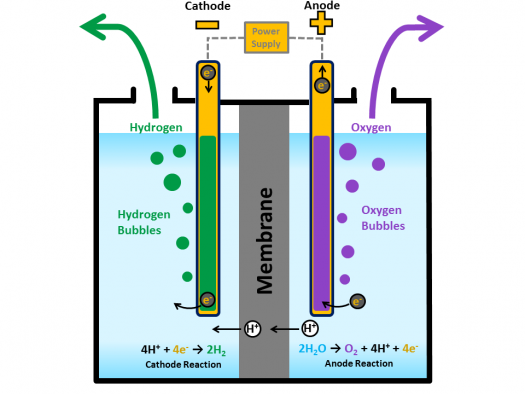 Cathode
Anode
Power
Supply
e⁻
e⁻
Hydrogen
Oxygen
Hydrogen
Bubbles
Oxygen
Bubbles
Membrane
e⁻
e⁻
H⁺
H⁺
4H⁺ + 4e⁻ → 2H₂
Cathode Reaction
2H₂O → O₂ + 4H⁺ + 4e⁻
Anode Reaction